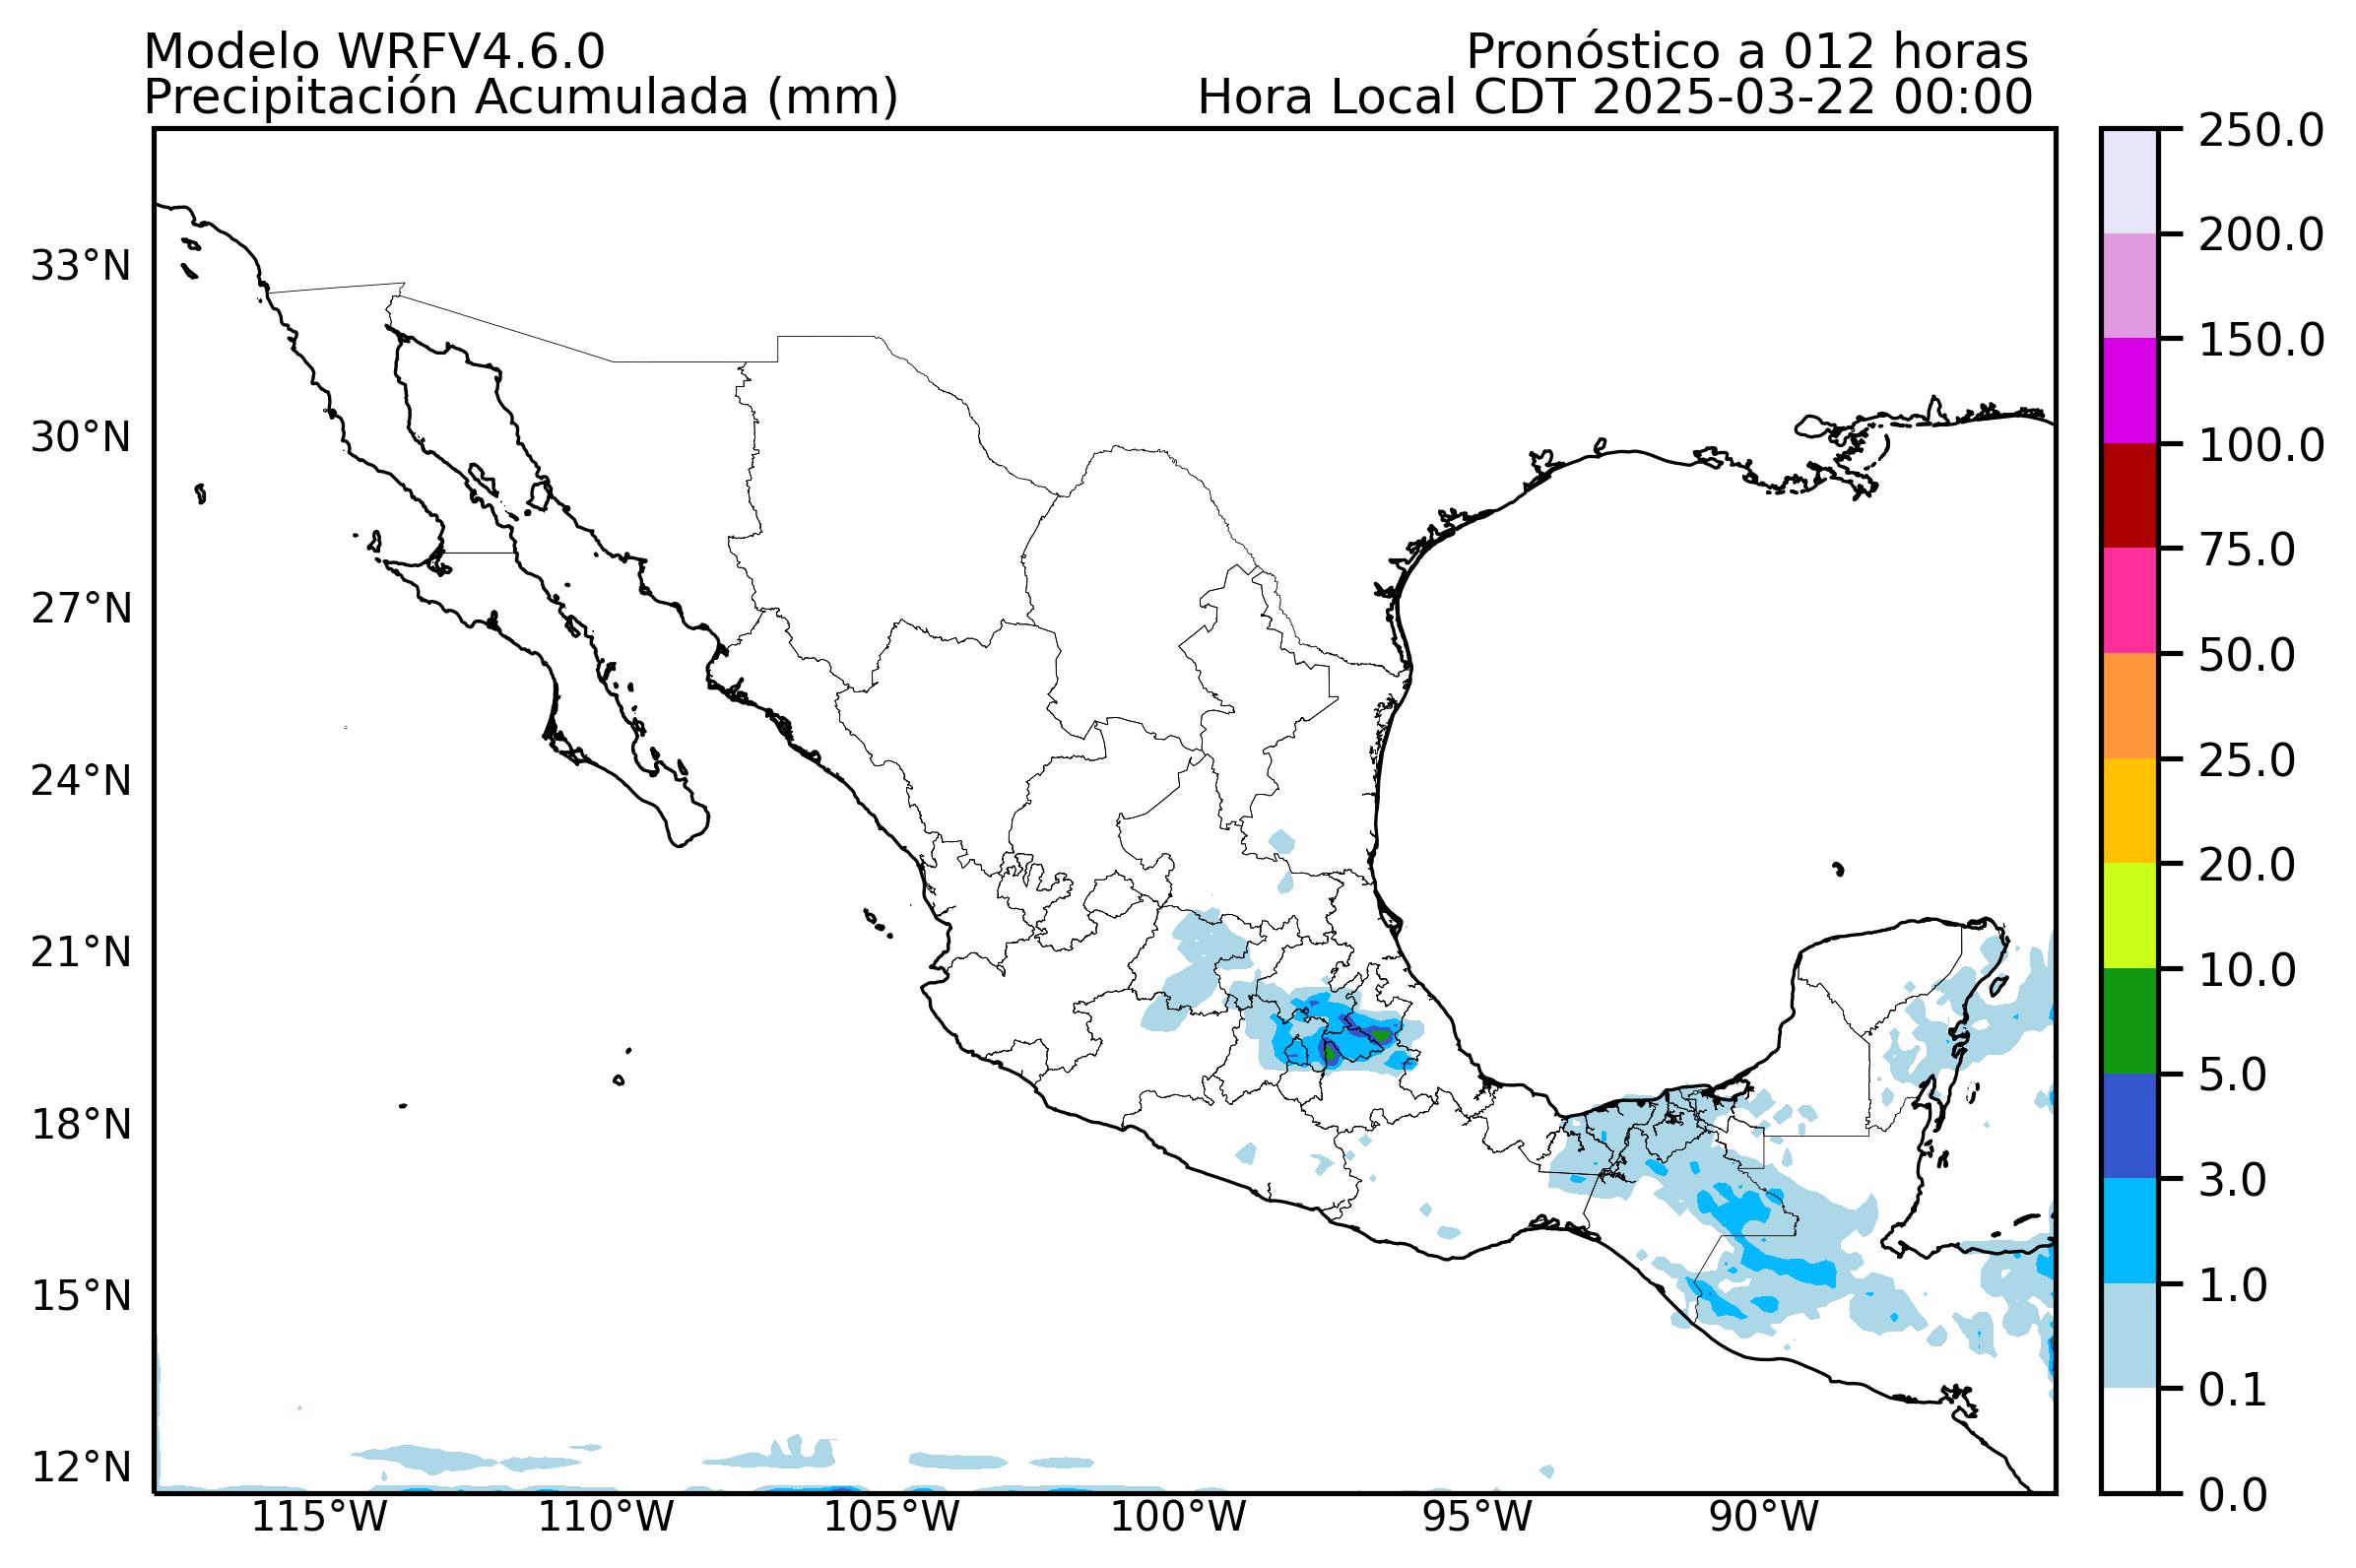 Modelo WRFV4.6.0
Pronóstico a 012 horas
Precipitación Acumulada (mm)
Hora Local CDT 2025-03-22 00:00
250.0
200.0
150.0
100.0
75.0
50.0
25.0
20.0
10.0
5.0
3.0
1.0
0.1
0.0
33°N
30°N
27°N
24°N
21°N
18°N
15°N
12°N
115°W
110°W
105°W
100°W
95°W
90°W